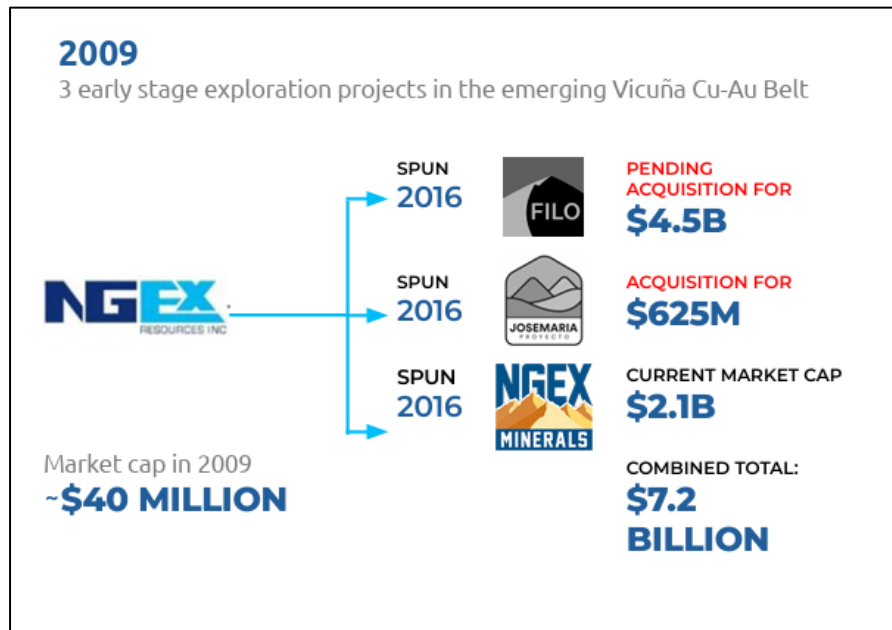 2009
3 early stage exploration projects in the emerging Vicuña Cu-Au Belt
SPUN
2016
FILO
PENDING
ACQUISITION FOR
$4.5B
NGEX
RESOURCES INC
SPUN
2016
JOSEMARIA
PROYECTO
ACQUISITION FOR
$625M
SPUN
2016
NGEX
MINERALS
CURRENT MARKET CAP
$2.1B
Market cap in 2009
~$40 MILLION
COMBINED TOTAL:
$7.2
BILLION